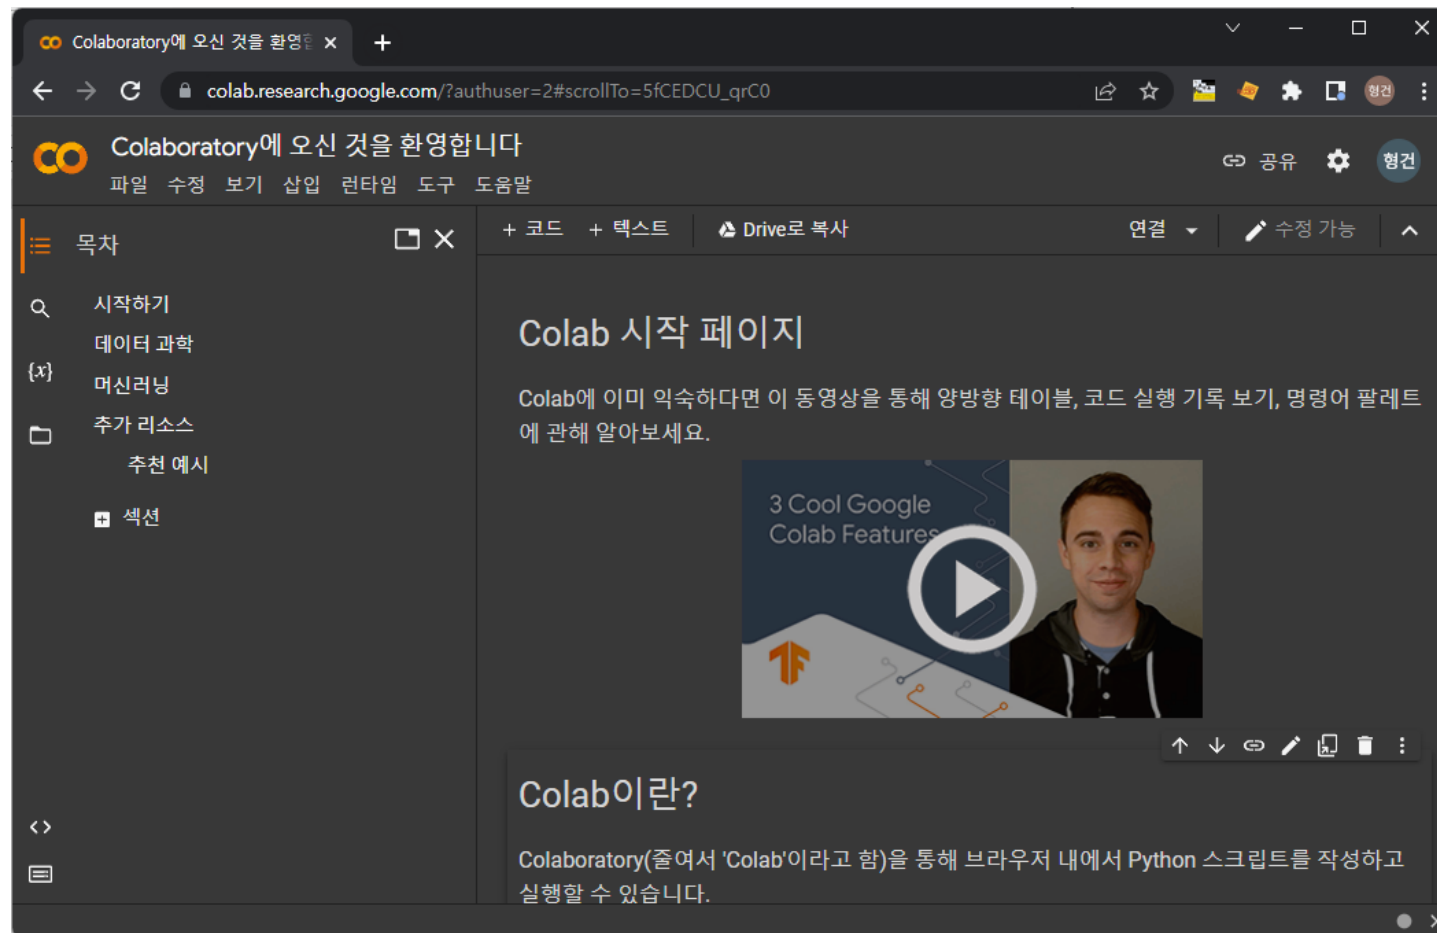 Colaboratory에 오신 것을 환영합
colab.research.google.com/?authuser=2#scrollTo=5fCEDCU_qrC0
형건
Colaboratory에 오신 것을 환영합니다
파일 수정 보기 삽입 런타임 도구 도움말
공유
형건
목차
+ 코드 + 텍스트 Drive로 복사 연결 수정 가능
시작하기
데이터 과학
{x}
머신러닝
추가 리소스
추천 예시
섹션
Colab 시작 페이지
Colab에 이미 익숙하다면 이 동영상을 통해 양방향 테이블, 코드 실행 기록 보기, 명령어 팔레트
에 관해 알아보세요.
3 Cool Google
Colab Features
Colab이란?
Colaboratory(줄여서 'Colab'이라고 함)을 통해 브라우저 내에서 Python 스크립트를 작성하고
실행할 수 있습니다.